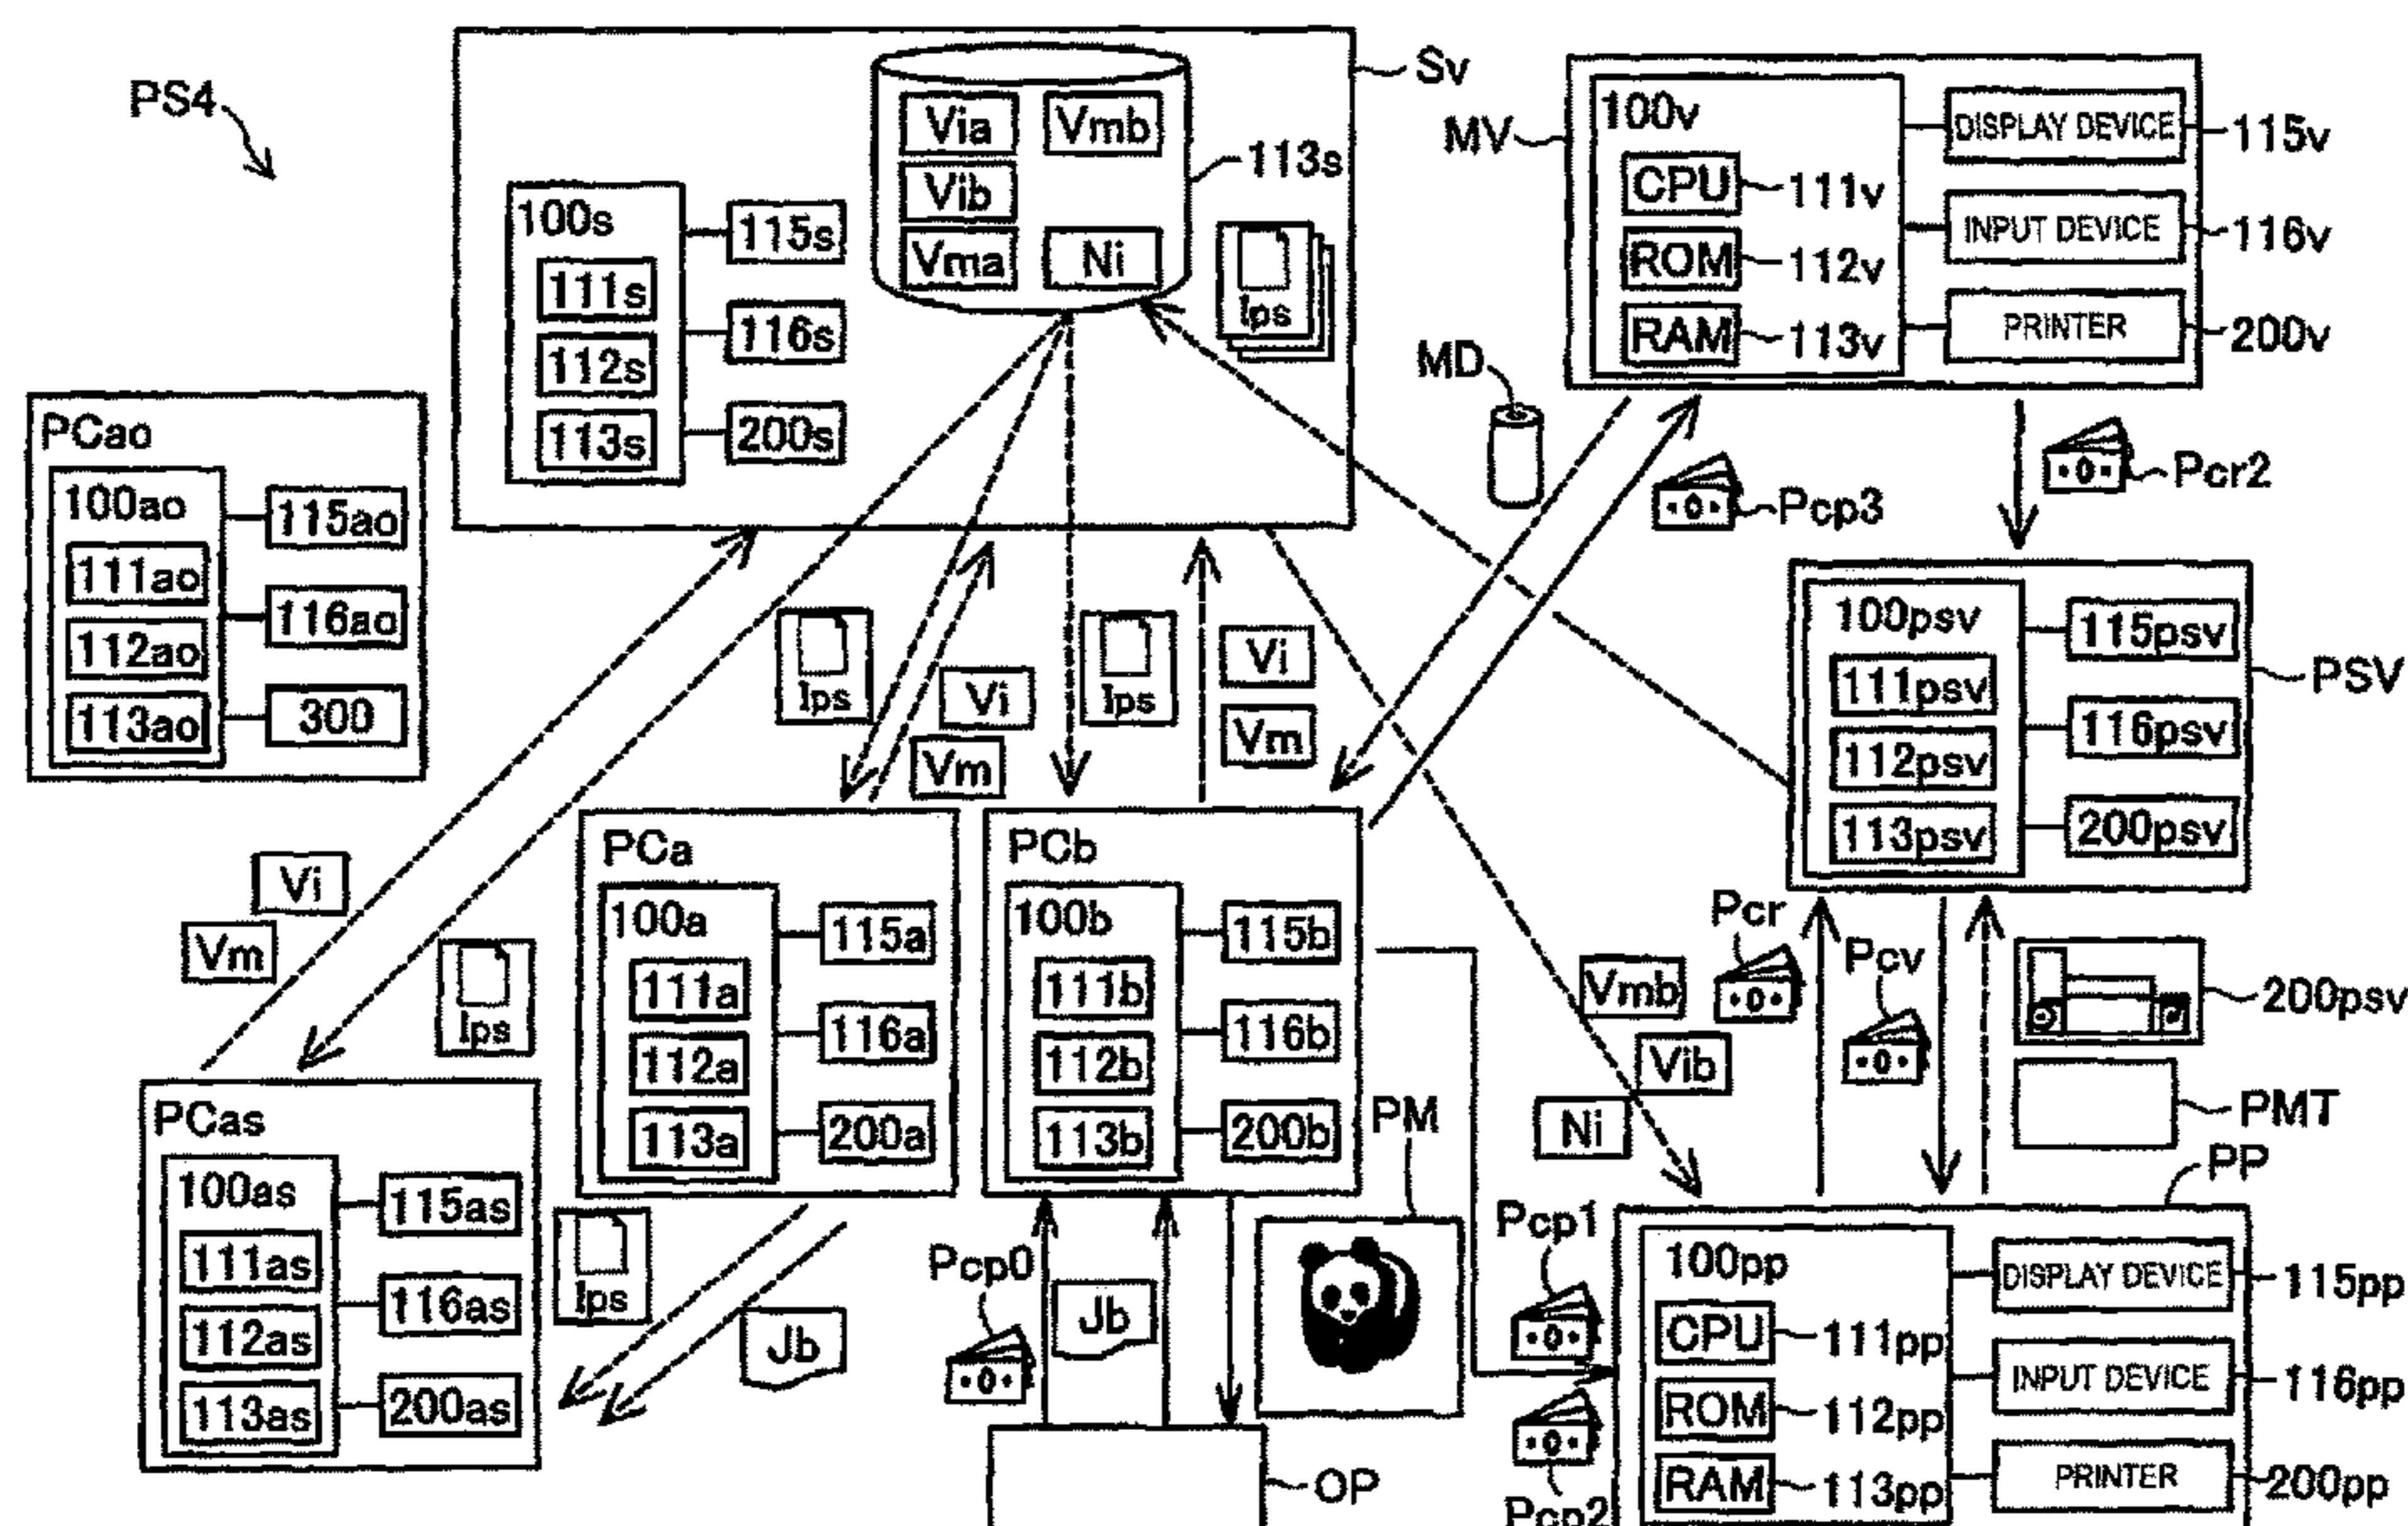 PS4
Sv
Via
Vmb
Vib
Vma
Ni
113s
100s
111s
112s
113s
115s
116s
200s
Ips
MV
100v
CPU
111v
ROM
112v
RAM
113v
DISPLAY DEVICE
115v
INPUT DEVICE
116v
PRINTER
200v
MD
Pcp3
Pcr2
PCao
100ao
111ao
112ao
113ao
115ao
116ao
300
Ips
Vi
Vm
Ips
Vi
Vm
100psv
111psv
112psv
113psv
115psv
116psv
200psv
PSV
Vi
Vm
Ips
PCa
100a
111a
112a
113a
115a
116a
200a
PCb
100b
111b
112b
113b
115b
116b
200b
Vmb
Vib
Ni
Pcr
Pcv
200psv
PMT
PP
PCas
100as
111as
112as
113as
115as
116as
200as
Ips
Jb
Pcp0
Jb
PM
OP
Pcp1
Pcp2
100pp
CPU
111pp
ROM
112pp
RAM
113pp
DISPLAY DEVICE
115pp
INPUT DEVICE
116pp
PRINTER
200pp